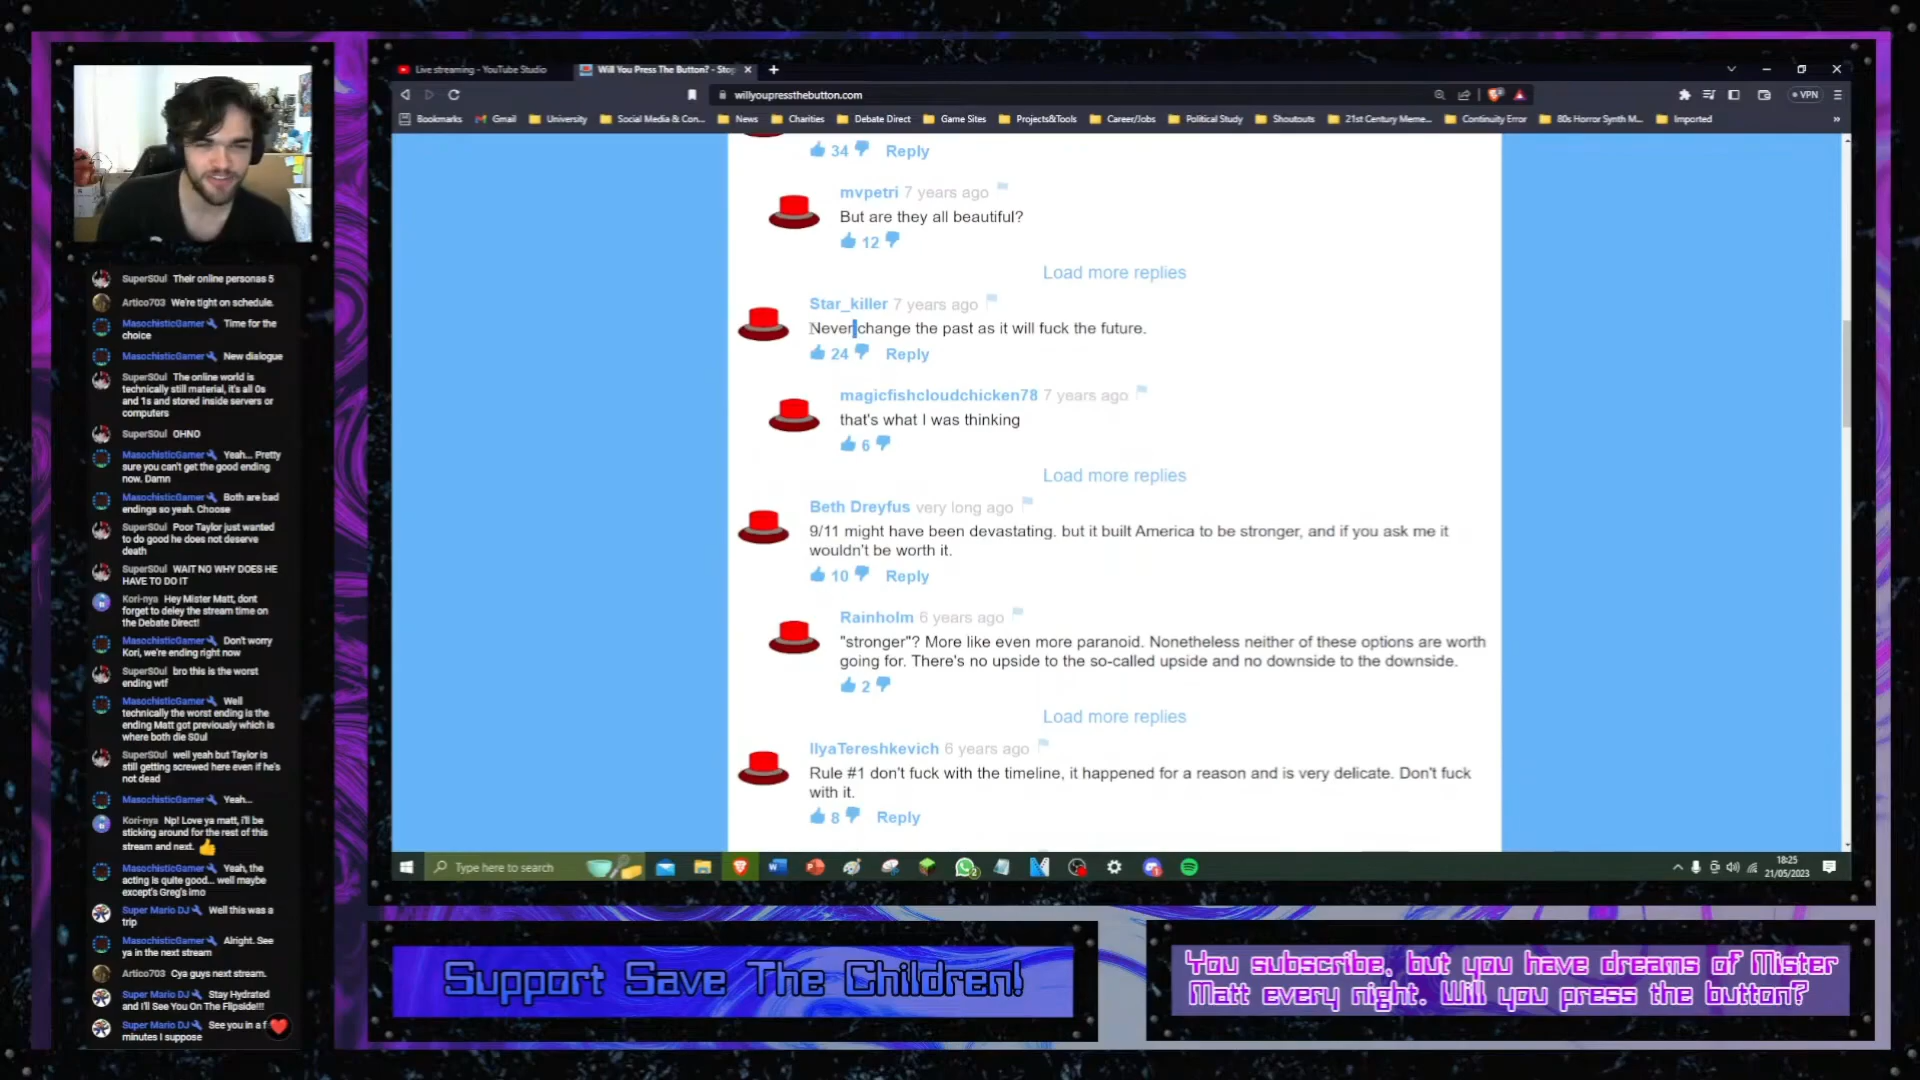 SuperS0ul Their online personas 5
Artico703 We're tight on schedule.
MasochisticGamer Time for the
choice
MasochisticGamer New dialogue
SuperS0ul The online world is
technically still material, it's all 0s
and 1s and stored inside servers or
computers
SuperS0ul OHNO
MasochisticGamer Yeah... Pretty
sure you can't get the good ending
now. Damn
MasochisticGamer Both are bad
endings so yeah. Choose
SuperS0ul Poor Taylor just wanted
to do good he does not deserve
death
SuperS0ul WAIT NO WHY DOES HE
HAVE TO DO IT
Kori-nya Hey Mister Matt, dont
forget to deley the stream time on
the Debate Direct!
MasochisticGamer Don't worry
Kori, we're ending right now
SuperS0ul bro this is the worst
ending wtf
MasochisticGamer Well
technically the worst ending is the
ending Matt got previously which is
where both die S0ul
SuperS0ul well yeah but Taylor is
still getting screwed here even if he's
not dead
MasochisticGamer Yeah...
Kori-nya Np! Love ya matt, i'll be
sticking around for the rest of this
stream and next. 👍
MasochisticGamer Yeah, the
acting is quite good... well maybe
except's Greg's imo
Super Mario DJ Well this was a
trip
MasochisticGamer Alright. See
ya in the next stream
Artico703 Cya guys next stream.
Super Mario DJ Stay Hydrated
and I'll See You On The Flipside!!!
Super Mario DJ See you in a f
minutes I suppose
Live streaming - YouTube Studio
Will You Press The Button? - Sto
willyoupressthebutton.com
VPN
Bookmarks Gmail University Social Media & Con... News Charities Debate Direct Game Sites Projects&Tools Career/Jobs Political Study Shoutouts 21st Century Meme... Continuity Error 80s Horror Synth M... Imported »
34 Reply
mvpetri 7 years ago
But are they all beautiful?
12
Load more replies
Star_killer 7 years ago
Never change the past as it will fuck the future.
24 Reply
magicfishcloudchicken78 7 years ago
that's what I was thinking
6
Load more replies
Beth Dreyfus very long ago
9/11 might have been devastating. but it built America to be stronger, and if you ask me it
wouldn't be worth it.
10 Reply
Rainholm 6 years ago
"stronger"? More like even more paranoid. Nonetheless neither of these options are worth
going for. There's no upside to the so-called upside and no downside to the downside.
2
Load more replies
IlyaTereshkevich 6 years ago
Rule #1 don't fuck with the timeline, it happened for a reason and is very delicate. Don't fuck
with it.
8 Reply
Type here to search
18:25
21/05/2023
Support Save The Children!
You subscribe, but you have dreams of Mister
Matt every night. Will you press the button?